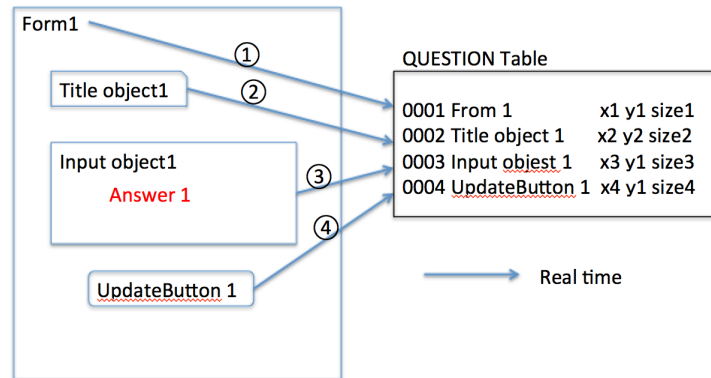 Form1
①
QUESTION Table
Title object1
②
0001 From 1 x1 y1 size1
0002 Title object 1 x2 y2 size2
Input object1
0003 Input objest 1 x3 y1 size3
③
Answer 1
0004 UpdateButton 1 x4 y1 size4
④
UpdateButton 1
Real time